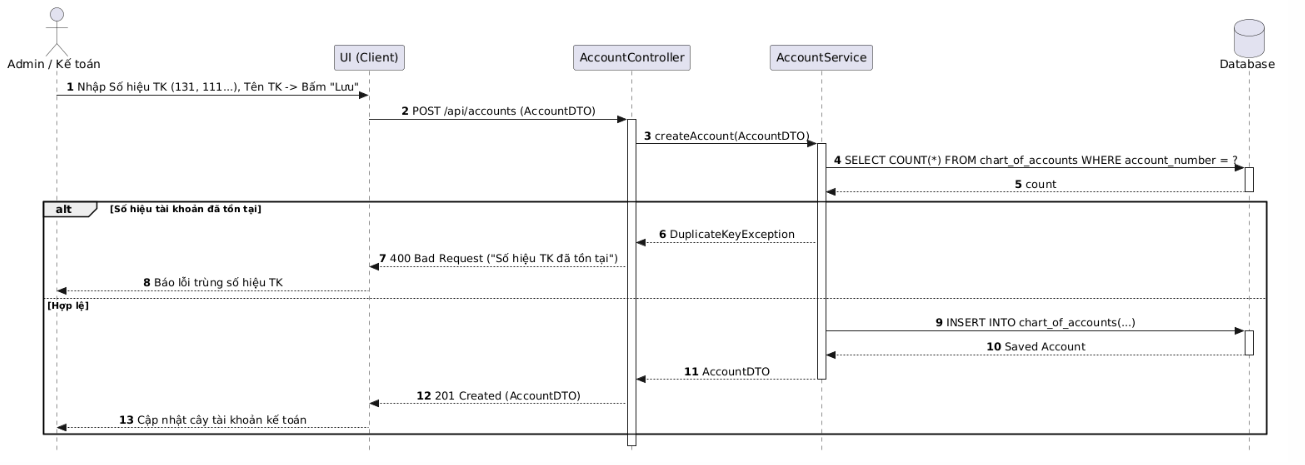 Admin / Kế toán
UI (Client)
AccountController
AccountService
Database
1 Nhập Số hiệu TK (131, 111...), Tên TK -> Bấm "Lưu"
2 POST /api/accounts (AccountDTO)
3 createAccount(AccountDTO)
4 SELECT COUNT(*) FROM chart_of_accounts WHERE account_number = ?
5 count
alt [Số hiệu tài khoản đã tồn tại]
6 DuplicateKeyException
7 400 Bad Request ("Số hiệu TK đã tồn tại")
8 Báo lỗi trùng số hiệu TK
[Hợp lệ]
9 INSERT INTO chart_of_accounts(...)
10 Saved Account
11 AccountDTO
12 201 Created (AccountDTO)
13 Cập nhật cây tài khoản kế toán